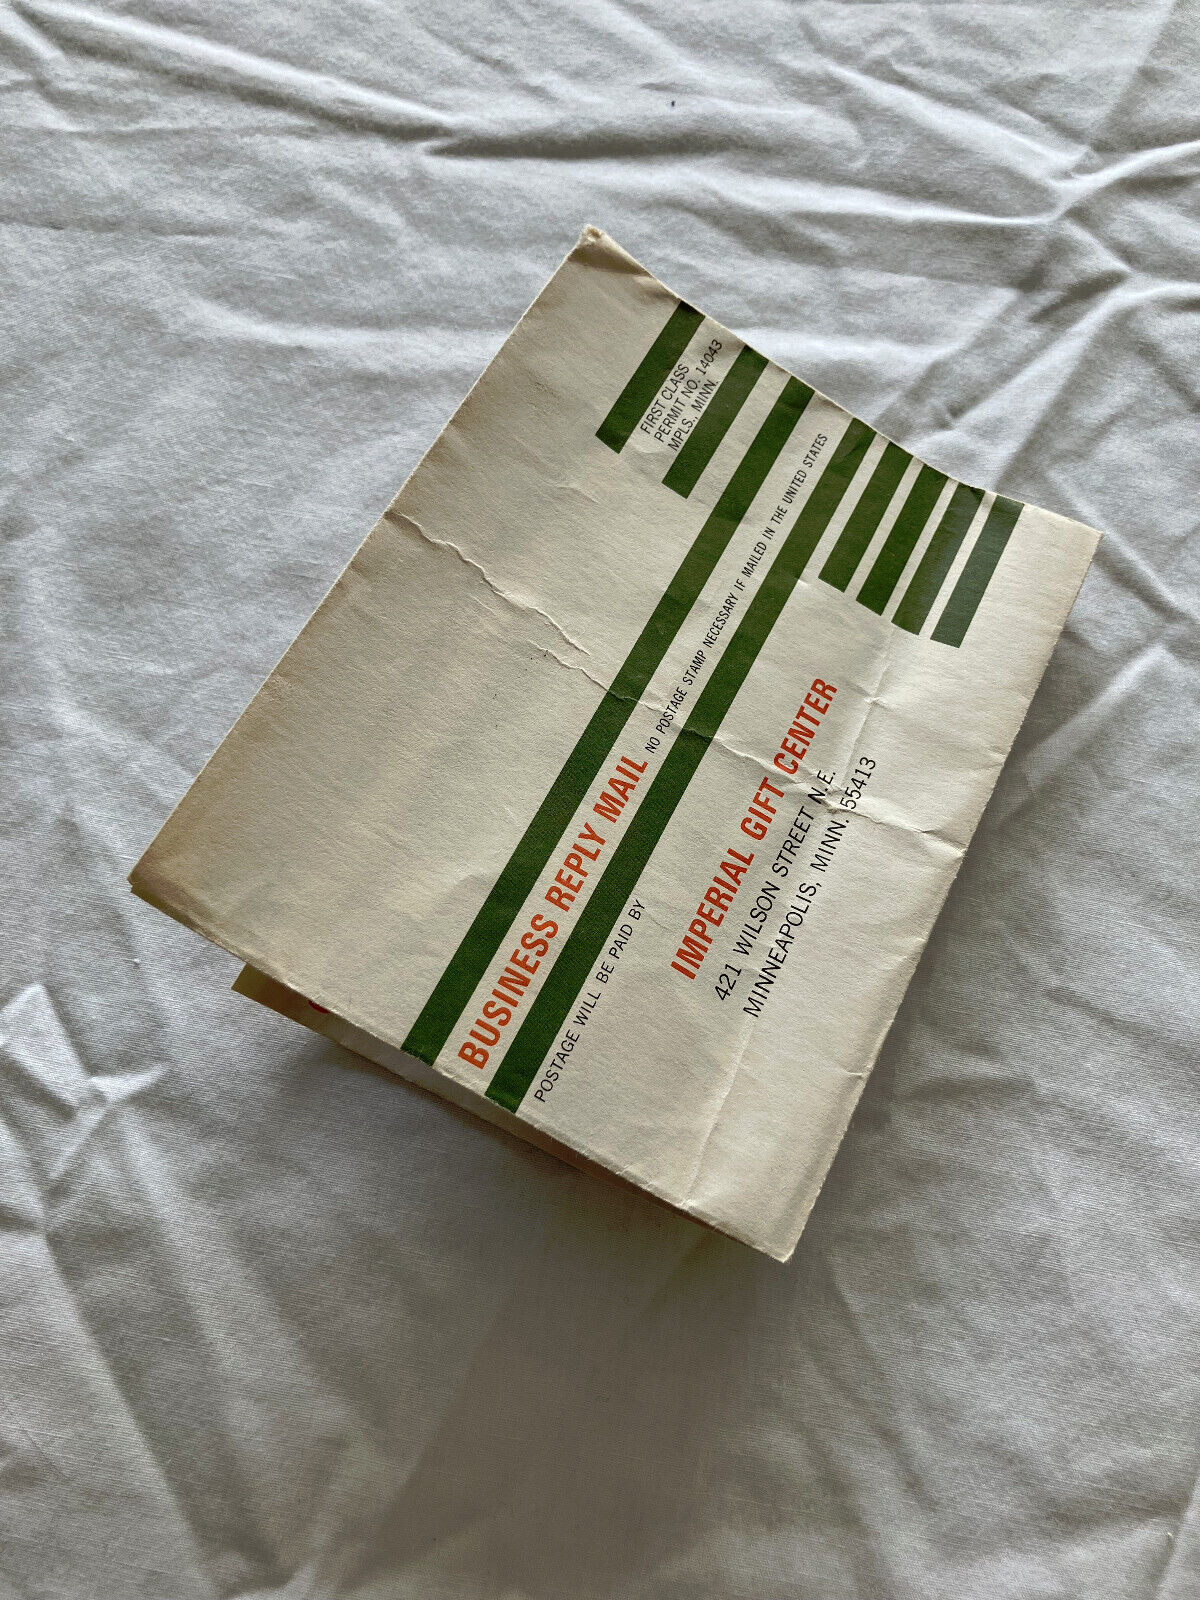 FIRST CLASS
PERMIT NO. 14043
MPLS., MINN.
BUSINESS REPLY MAIL NO POSTAGE STAMP NECESSARY IF MAILED IN THE UNITED STATES
POSTAGE WILL BE PAID BY
IMPERIAL GIFT CENTER
421 WILSON STREET N.E.
MINNEAPOLIS, MINN. 55413